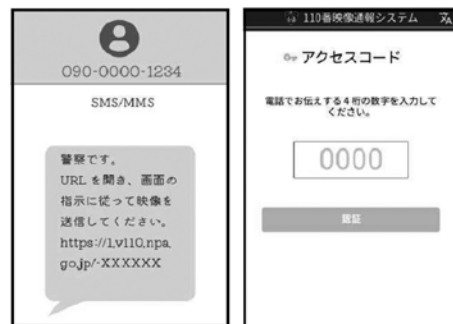 090-0000-1234
SMS/MMS
警察です。
URL を開き、画面の
指示に従って映像を
送信してください。
https://1.v110.npa.
go.jp/-XXXXXX
110番映像通報システム
アクセスコード
電話でお伝えする4桁の数字を入力して
ください。
0000
認証